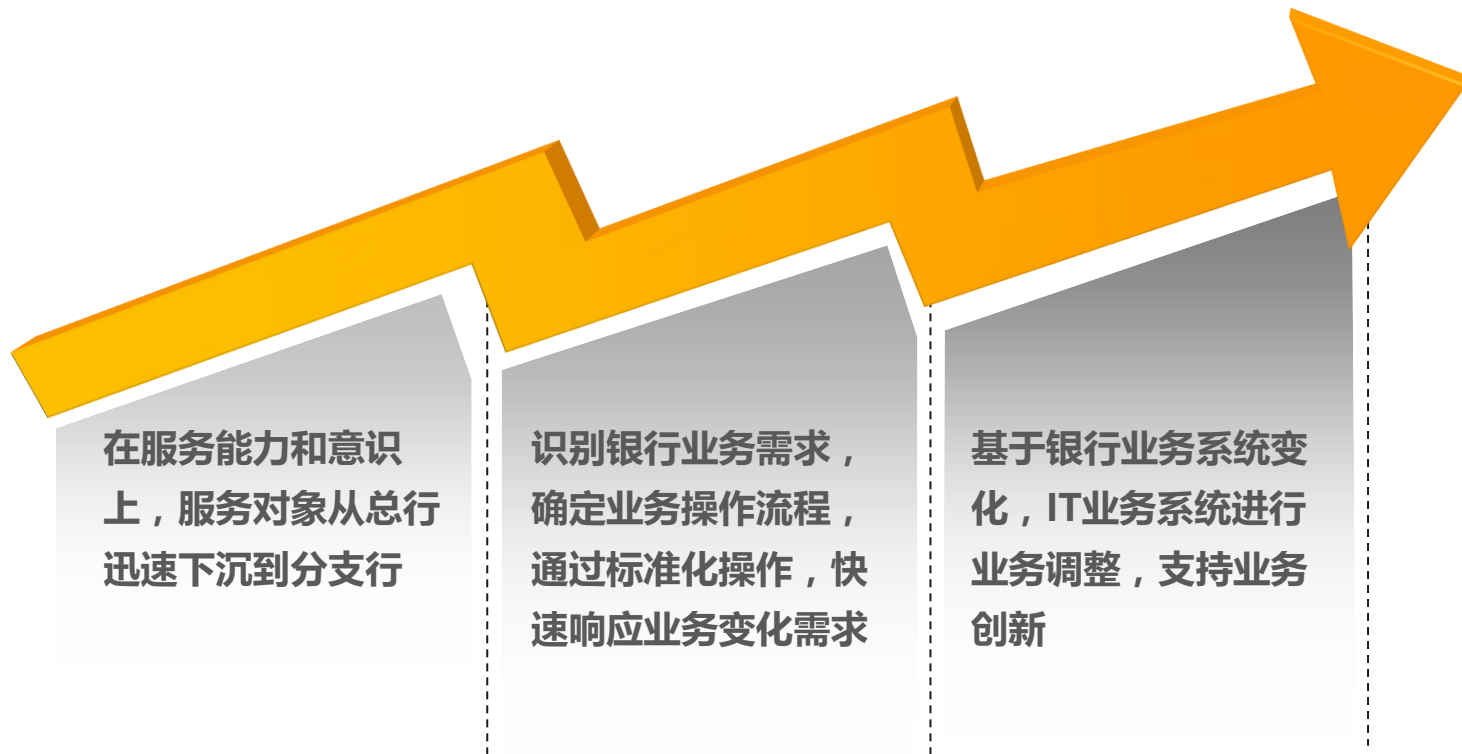 在服务能力和意识
上，服务对象从总行
迅速下沉到分支行
识别银行业务需求，
确定业务操作流程，
通过标准化操作，快
速响应业务变化需求
基于银行业务系统变
化，IT业务系统进行
业务调整，支持业务
创新